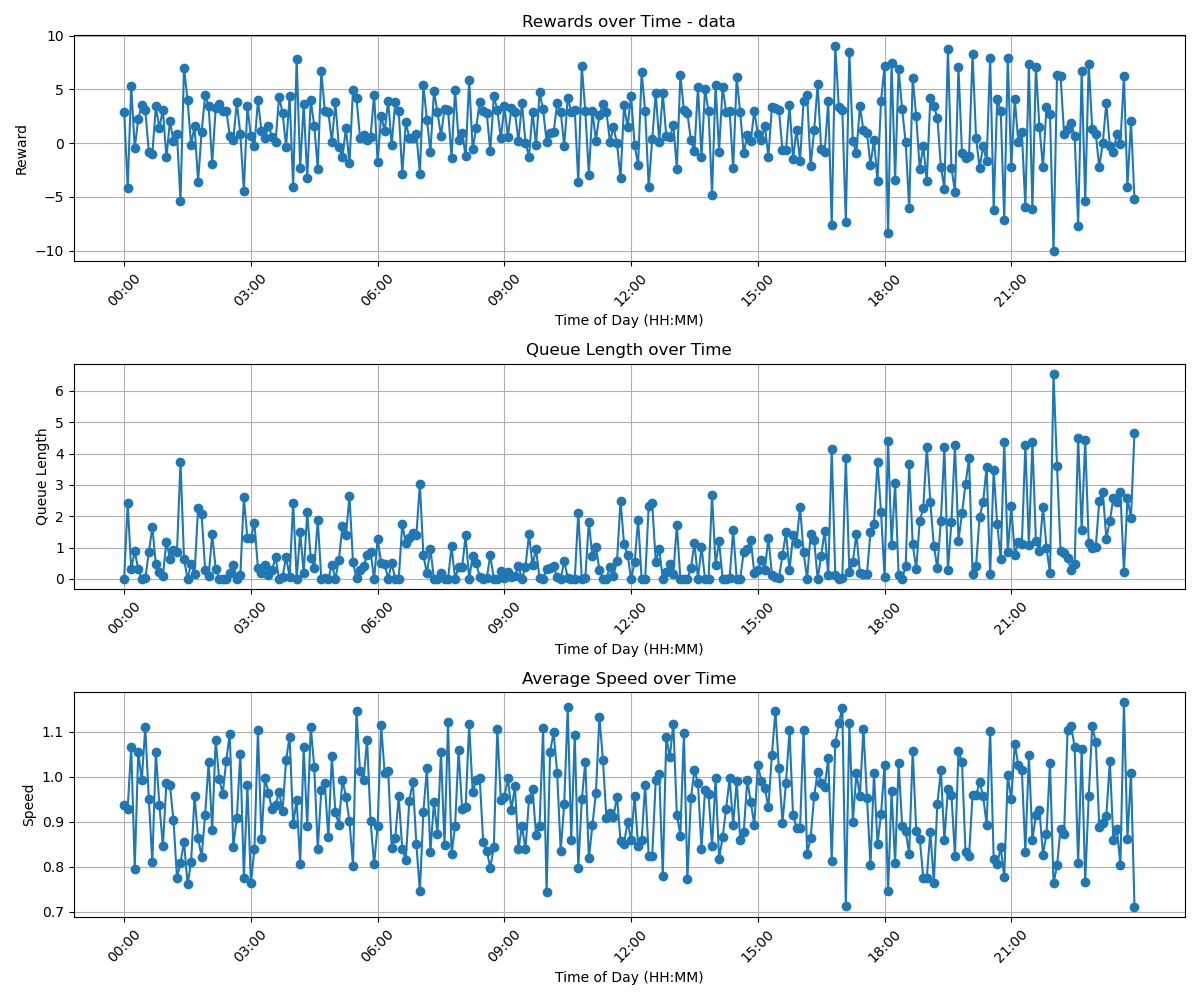 Rewards over Time - data
10
5
0
−5
−10
Reward
00:00 03:00 06:00 09:00 12:00 15:00 18:00 21:00
Time of Day (HH:MM)
Queue Length over Time
6
5
4
3
2
1
0
Queue Length
00:00 03:00 06:00 09:00 12:00 15:00 18:00 21:00
Time of Day (HH:MM)
Average Speed over Time
1.1
1.0
0.9
0.8
0.7
Speed
00:00 03:00 06:00 09:00 12:00 15:00 18:00 21:00
Time of Day (HH:MM)